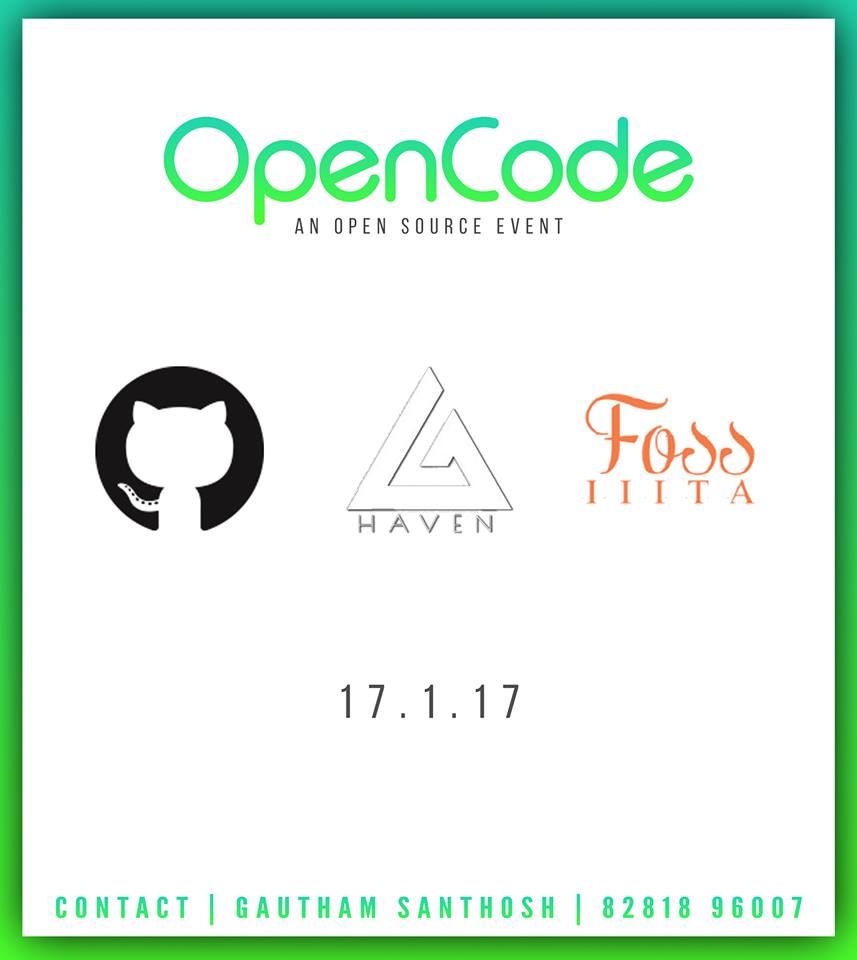 OpenCode
AN OPEN SOURCE EVENT
HAVEN
Foss
IIITA
17.1.17
CONTACT | GAUTHAM SANTHOSH | 82818 96007